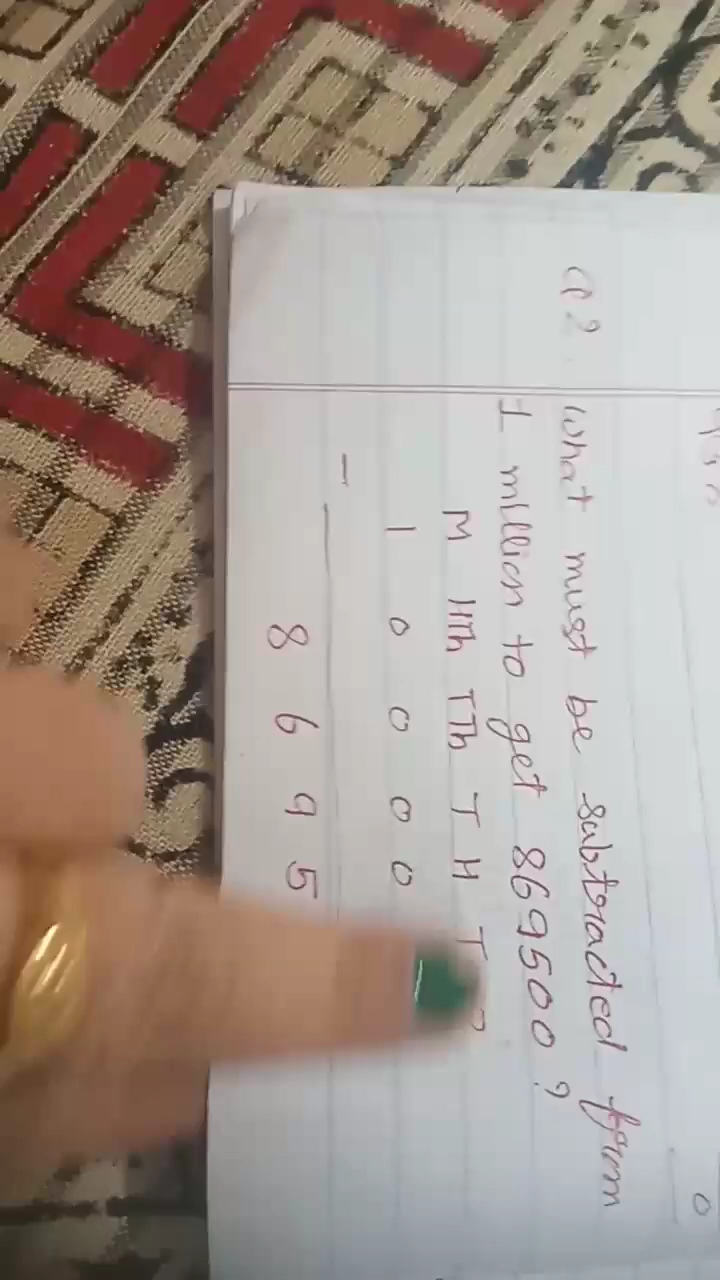 Q2. What must be subtracted form
1 million to get 869500 ?
M HTh TTh T H T
1 0 0 0 0
-
8 6 9 5
0